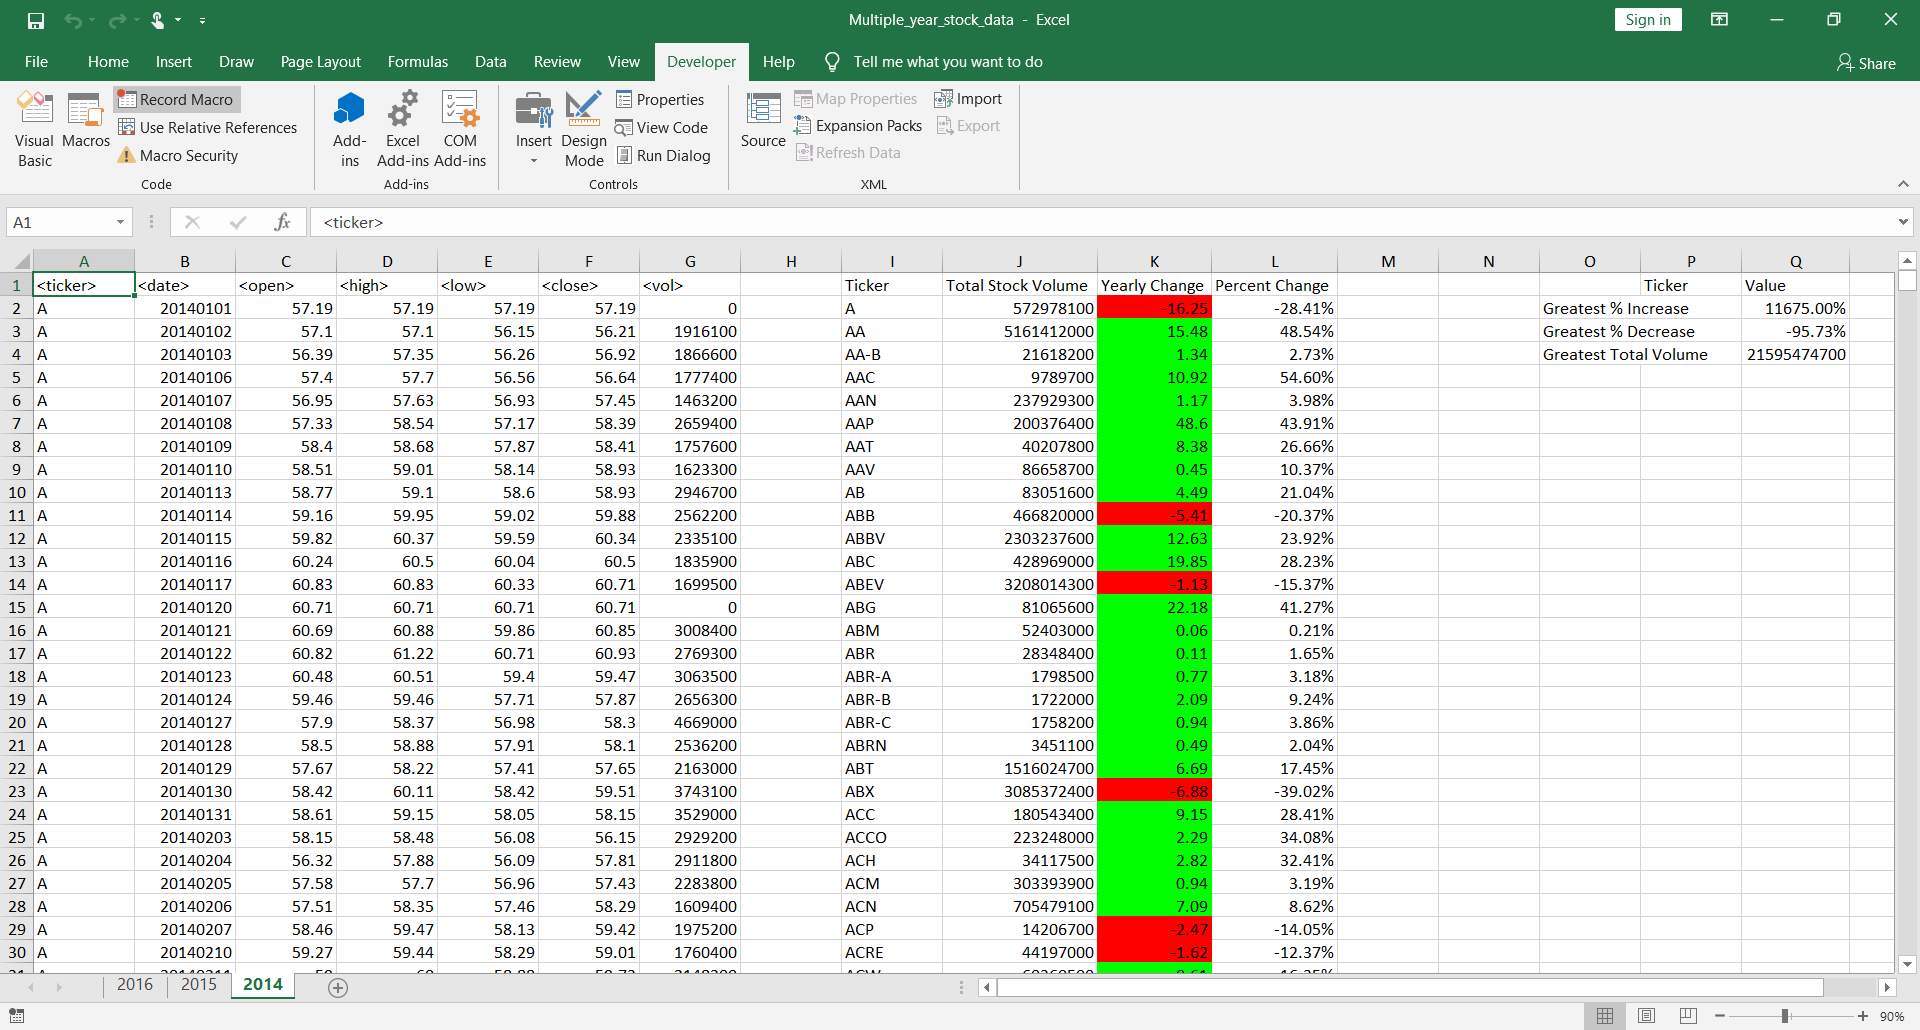 Multiple_year_stock_data - Excel
Sign in
File Home Insert Draw Page Layout Formulas Data Review View Developer Help Tell me what you want to do Share
Visual Basic
Macros
Record Macro
Use Relative References
Macro Security
Code
Add-ins
Excel Add-ins
COM Add-ins
Add-ins
Insert
Design Mode
Properties
View Code
Run Dialog
Controls
Source
Map Properties
Expansion Packs
Refresh Data
Import
Export
XML
A1 fx <ticker>
A B C D E F G H I J K L M N O P Q
1 <ticker> <date> <open> <high> <low> <close> <vol> Ticker Total Stock Volume Yearly Change Percent Change Ticker Value
2 A 20140101 57.19 57.19 57.19 57.19 0 A 572978100 -16.25 -28.41% Greatest % Increase 11675.00%
3 A 20140102 57.1 57.1 56.15 56.21 1916100 AA 5161412000 15.48 48.54% Greatest % Decrease -95.73%
4 A 20140103 56.39 57.35 56.26 56.92 1866600 AA-B 21618200 1.34 2.73% Greatest Total Volume 21595474700
5 A 20140106 57.4 57.7 56.56 56.64 1777400 AAC 9789700 10.92 54.60%
6 A 20140107 56.95 57.63 56.93 57.45 1463200 AAN 237929300 1.17 3.98%
7 A 20140108 57.33 58.54 57.17 58.39 2659400 AAP 200376400 48.6 43.91%
8 A 20140109 58.4 58.68 57.87 58.41 1757600 AAT 40207800 8.38 26.66%
9 A 20140110 58.51 59.01 58.14 58.93 1623300 AAV 86658700 0.45 10.37%
10 A 20140113 58.77 59.1 58.6 58.93 2946700 AB 83051600 4.49 21.04%
11 A 20140114 59.16 59.95 59.02 59.88 2562200 ABB 466820000 -5.41 -20.37%
12 A 20140115 59.82 60.37 59.59 60.34 2335100 ABBV 2303237600 12.63 23.92%
13 A 20140116 60.24 60.5 60.04 60.5 1835900 ABC 428969000 19.85 28.23%
14 A 20140117 60.83 60.83 60.33 60.71 1699500 ABEV 3208014300 -1.13 -15.37%
15 A 20140120 60.71 60.71 60.71 60.71 0 ABG 81065600 22.18 41.27%
16 A 20140121 60.69 60.88 59.86 60.85 3008400 ABM 52403000 0.06 0.21%
17 A 20140122 60.82 61.22 60.71 60.93 2769300 ABR 28348400 0.11 1.65%
18 A 20140123 60.48 60.51 59.4 59.47 3063500 ABR-A 1798500 0.77 3.18%
19 A 20140124 59.46 59.46 57.71 57.87 2656300 ABR-B 1722000 2.09 9.24%
20 A 20140127 57.9 58.37 56.98 58.3 4669000 ABR-C 1758200 0.94 3.86%
21 A 20140128 58.5 58.88 57.91 58.1 2536200 ABRN 3451100 0.49 2.04%
22 A 20140129 57.67 58.22 57.41 57.65 2163000 ABT 1516024700 6.69 17.45%
23 A 20140130 58.42 60.11 58.42 59.51 3743100 ABX 3085372400 -6.88 -39.02%
24 A 20140131 58.61 59.15 58.05 58.15 3529000 ACC 180543400 9.15 28.41%
25 A 20140203 58.15 58.48 56.08 56.15 2929200 ACCO 223248000 2.29 34.08%
26 A 20140204 56.32 57.88 56.09 57.81 2911800 ACH 34117500 2.82 32.41%
27 A 20140205 57.58 57.7 56.96 57.43 2283800 ACM 303393900 0.94 3.19%
28 A 20140206 57.51 58.35 57.46 58.29 1609400 ACN 705479100 7.09 8.62%
29 A 20140207 58.46 59.47 58.13 59.42 1975200 ACP 14206700 -2.47 -14.05%
30 A 20140210 59.27 59.44 58.29 59.01 1760400 ACRE 44197000 -1.62 -12.37%
2016 2015 2014
90%